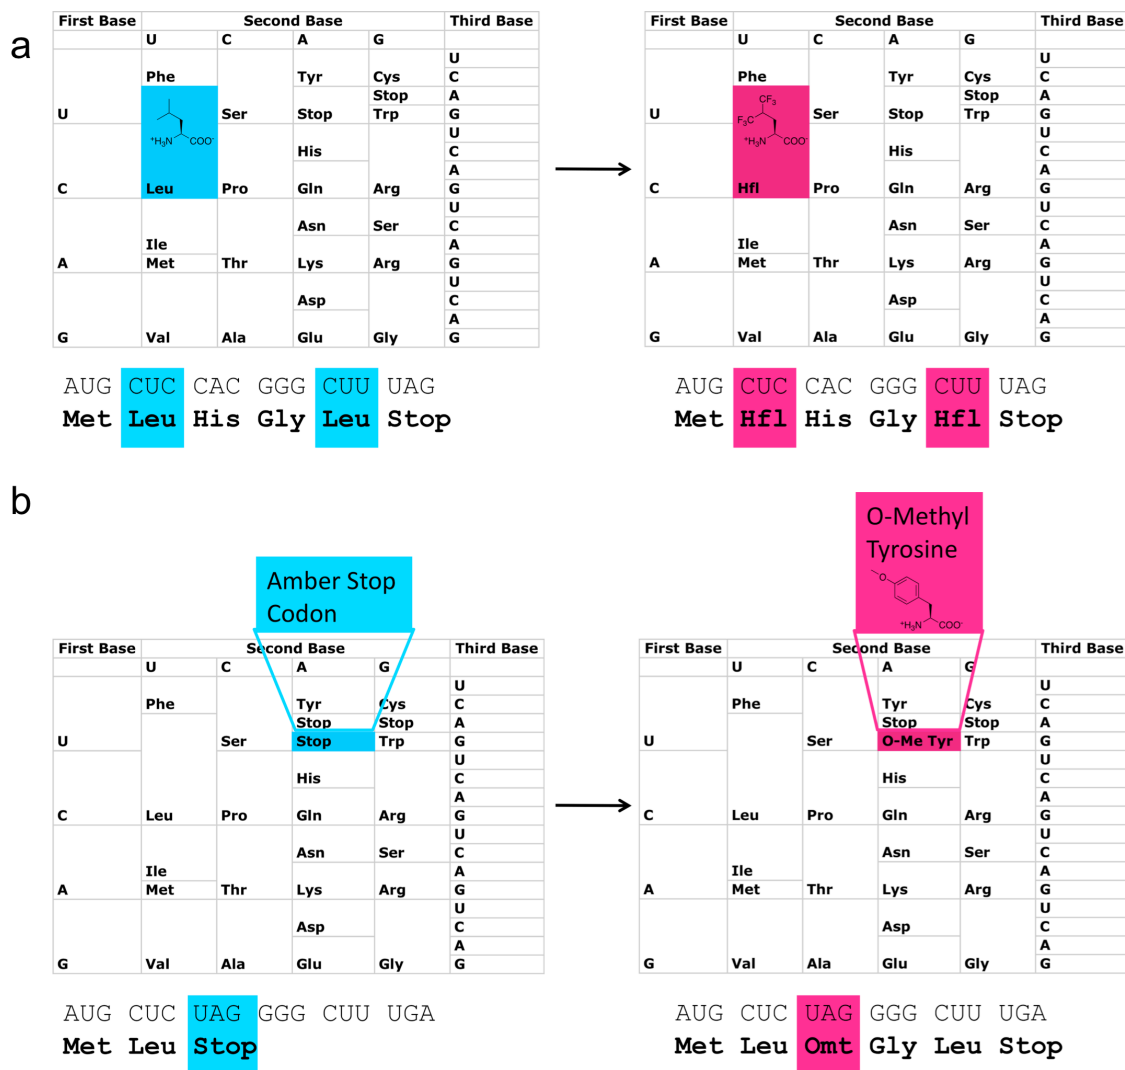 a
First Base Second Base Third Base
U C A G
U
Phe Tyr Cys C
Stop A
U Ser Stop Trp G
+H3N COO-
U
His C
A
C Leu Pro Gln Arg G
U
Asn Ser C
Ile A
A Met Thr Lys Arg G
U
Asp C
A
G Val Ala Glu Gly G
AUG CUC CAC GGG CUU UAG
Met Leu His Gly Leu Stop
First Base Second Base Third Base
U C A G
U
Phe Tyr Cys C
CF3 Stop A
F3C
U Ser Stop Trp G
+H3N COO-
U
His C
A
C Hfl Pro Gln Arg G
U
Asn Ser C
Ile A
A Met Thr Lys Arg G
U
Asp C
A
G Val Ala Glu Gly G
AUG CUC CAC GGG CUU UAG
Met Hfl His Gly Hfl Stop
b
Amber Stop
Codon
First Base Second Base Third Base
U C A G
U
Phe Tyr Cys C
Stop Stop A
U Ser Stop Trp G
U
His C
A
C Leu Pro Gln Arg G
U
Asn Ser C
Ile A
A Met Thr Lys Arg G
U
Asp C
A
G Val Ala Glu Gly G
AUG CUC UAG GGG CUU UGA
Met Leu Stop
O-Methyl
Tyrosine
O
+H3N COO-
First Base Second Base Third Base
U C A G
U
Phe Tyr Cys C
Stop Stop A
U Ser O-Me Tyr Trp G
U
His C
A
C Leu Pro Gln Arg G
U
Asn Ser C
Ile A
A Met Thr Lys Arg G
U
Asp C
A
G Val Ala Glu Gly G
AUG CUC UAG GGG CUU UGA
Met Leu Omt Gly Leu Stop